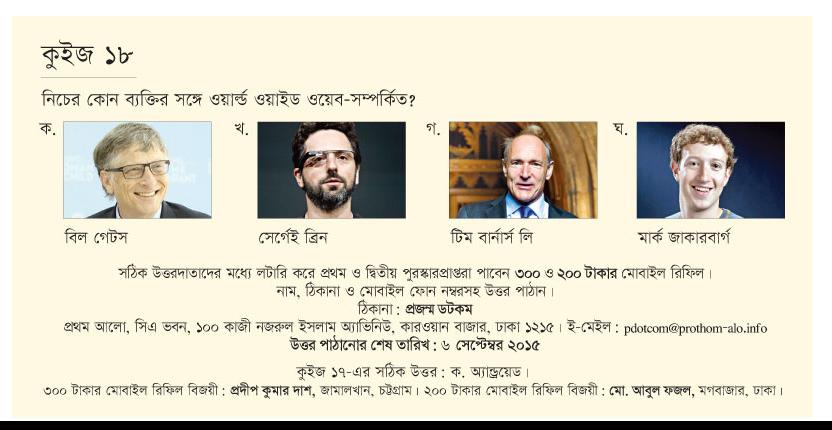 কুইজ ১৮
নিচের কোন ব্যক্তির সঙ্গে ওয়ার্ল্ড ওয়াইড ওয়েব-সম্পর্কিত?
ক. খ. গ. ঘ.
বিল গেটস সের্গেই ব্রিন টিম বার্নার্স লি মার্ক জাকারবার্গ
সঠিক উত্তরদাতাদের মধ্যে লটারি করে প্রথম ও দ্বিতীয় পুরস্কারপ্রাপ্তরা পাবেন ৩০০ ও ২০০ টাকার মোবাইল রিফিল।
নাম, ঠিকানা ও মোবাইল ফোন নম্বরসহ উত্তর পাঠান।
ঠিকানা : প্রজন্ম ডটকম
প্রথম আলো, সিএ ভবন, ১০০ কাজী নজরুল ইসলাম অ্যাভিনিউ, কারওয়ান বাজার, ঢাকা ১২১৫। ই-মেইল : pdotcom@prothom-alo.info
উত্তর পাঠানোর শেষ তারিখ : ৬ সেপ্টেম্বর ২০১৫
কুইজ ১৭-এর সঠিক উত্তর : ক. অ্যান্ড্রয়েড।
৩০০ টাকার মোবাইল রিফিল বিজয়ী : প্রদীপ কুমার দাশ, জামালখান, চট্টগ্রাম। ২০০ টাকার মোবাইল রিফিল বিজয়ী : মো. আবুল ফজল, মগবাজার, ঢাকা।